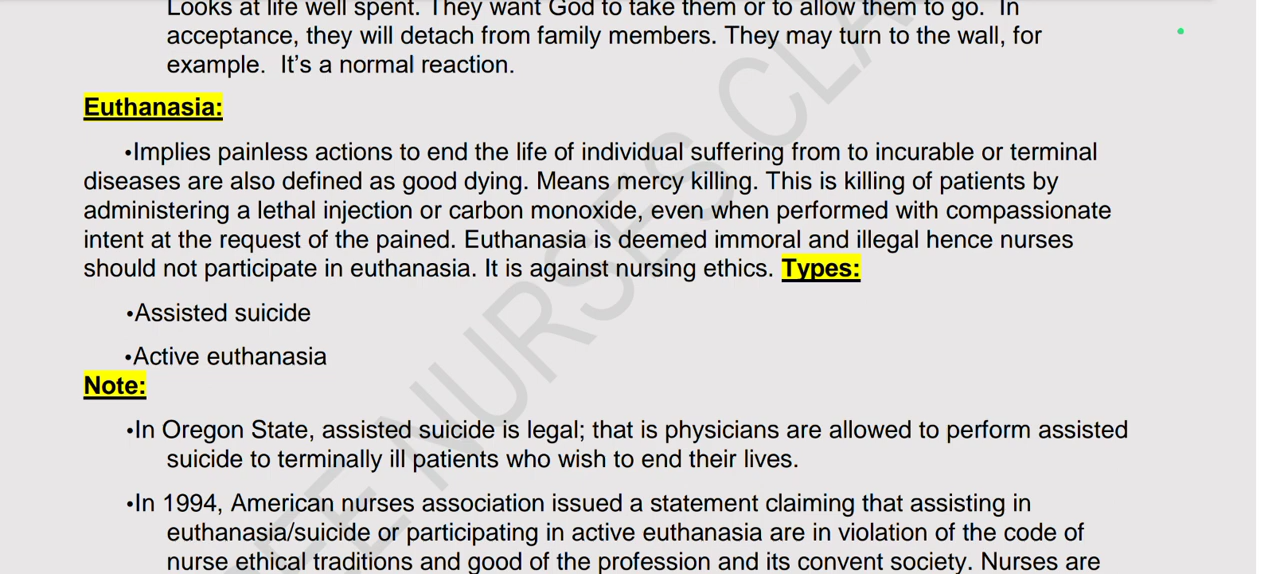 Looks at life well spent. They want God to take them or to allow them to go. In
acceptance, they will detach from family members. They may turn to the wall, for
example. It’s a normal reaction.
Euthanasia:
•Implies painless actions to end the life of individual suffering from to incurable or terminal
diseases are also defined as good dying. Means mercy killing. This is killing of patients by
administering a lethal injection or carbon monoxide, even when performed with compassionate
intent at the request of the pained. Euthanasia is deemed immoral and illegal hence nurses
should not participate in euthanasia. It is against nursing ethics. Types:
•Assisted suicide
•Active euthanasia
Note:
•In Oregon State, assisted suicide is legal; that is physicians are allowed to perform assisted
suicide to terminally ill patients who wish to end their lives.
•In 1994, American nurses association issued a statement claiming that assisting in
euthanasia/suicide or participating in active euthanasia are in violation of the code of
nurse ethical traditions and good of the profession and its convent society. Nurses are
NURSES